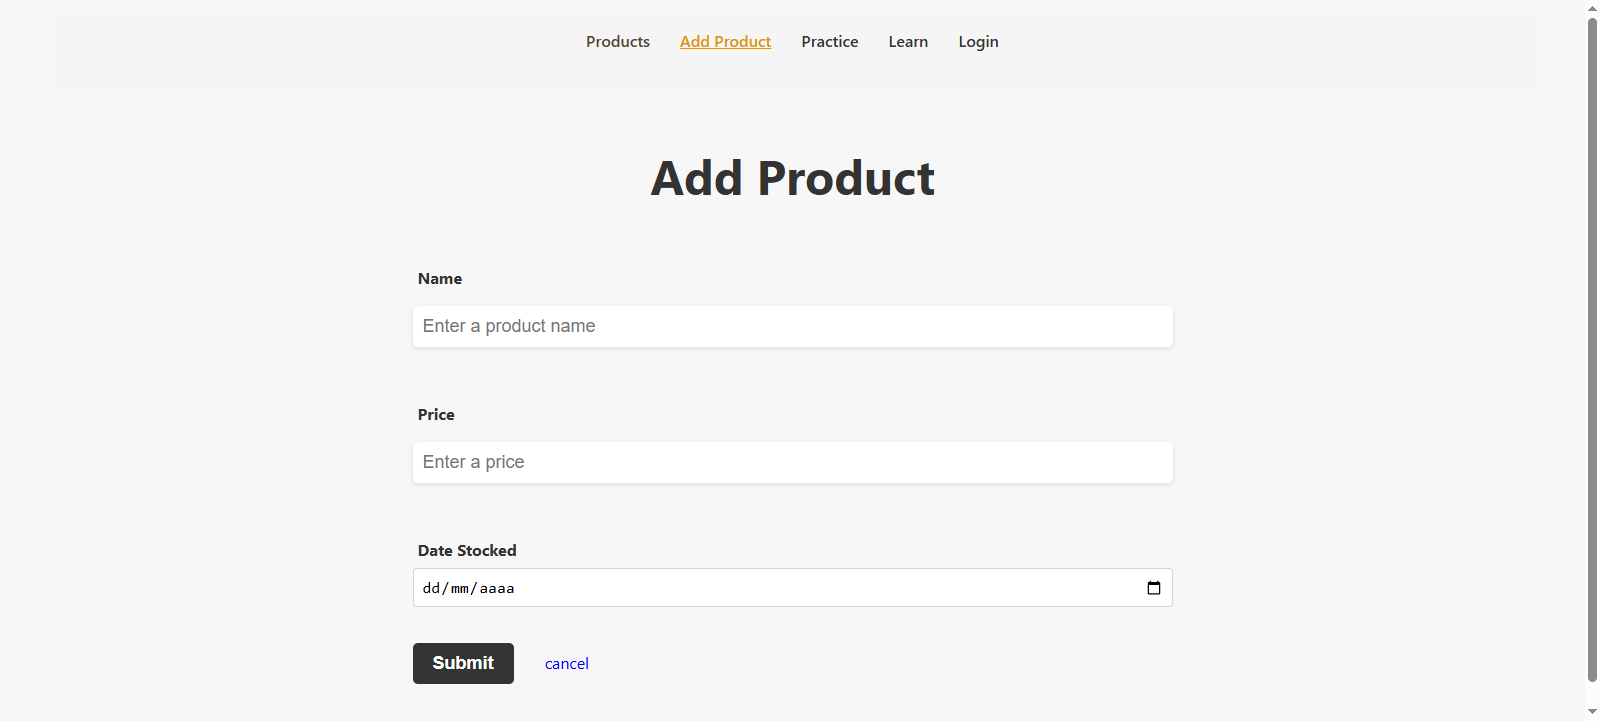 Products Add Product Practice Learn Login
Add Product
Name
Enter a product name
Price
Enter a price
Date Stocked
dd/mm/aaaa
Submit cancel